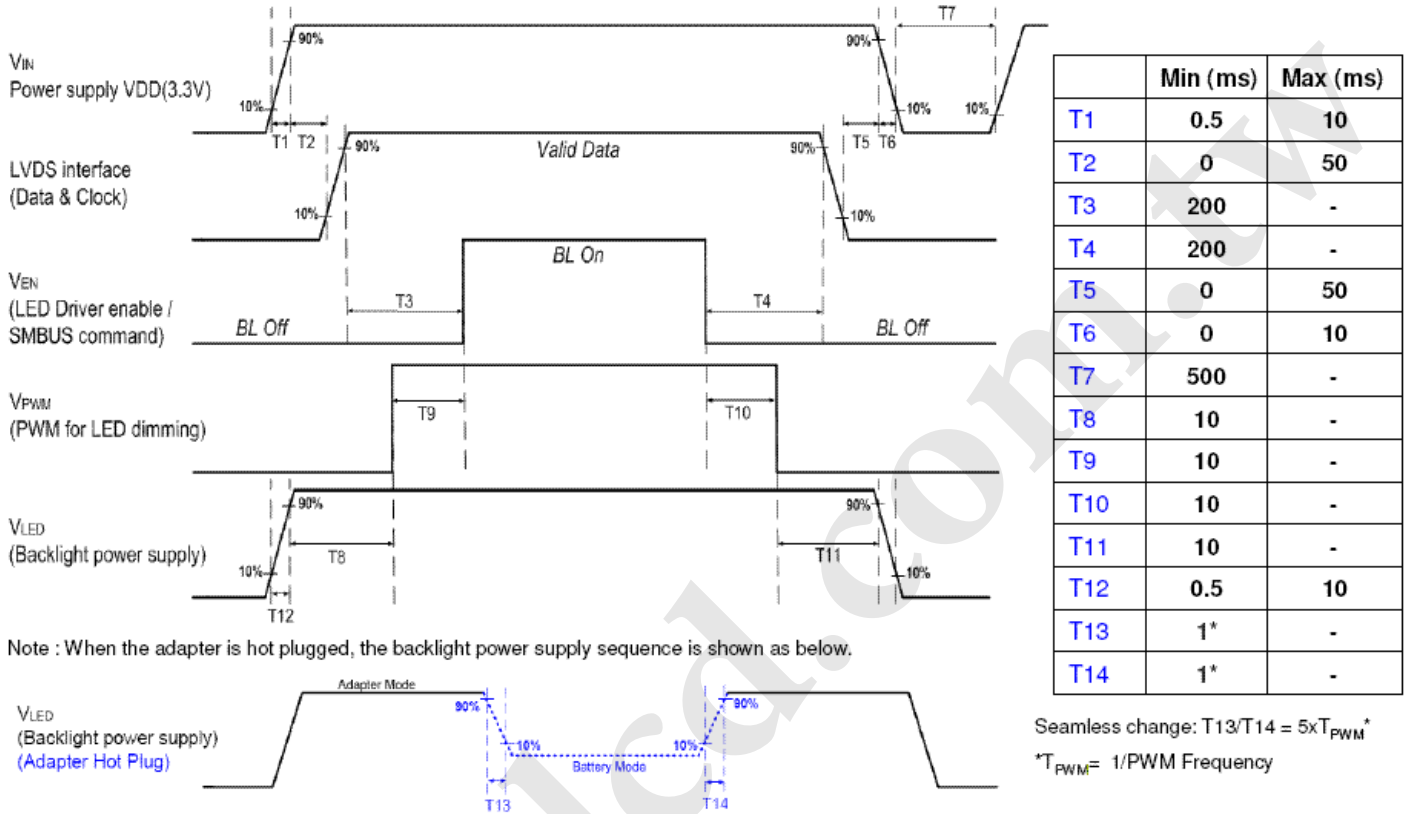 T7
90%
90%
VIN
Power supply VDD(3.3V)
10%
10%
10%
T1 T2
T5 T6
90%
Valid Data
90%
LVDS interface
(Data & Clock)
10%
10%
BL On
VEN
(LED Driver enable /
SMBUS command)
T3
T4
BL Off
BL Off
VPWM
(PWM for LED dimming)
T9
T10
90%
90%
VLED
(Backlight power supply)
T8
T11
10%
10%
T12
Note : When the adapter is hot plugged, the backlight power supply sequence is shown as below.
Adapter Mode
90%
90%
VLED
(Backlight power supply)
(Adapter Hot Plug)
10%
10%
Battery Mode
T13
T14
Min (ms) Max (ms)
T1 0.5 10
T2 0 50
T3 200 -
T4 200 -
T5 0 50
T6 0 10
T7 500 -
T8 10 -
T9 10 -
T10 10 -
T11 10 -
T12 0.5 10
T13 1* -
T14 1* -
Seamless change: T13/T14 = 5xTPWM*
*TPWM= 1/PWM Frequency
lcd.com.tw